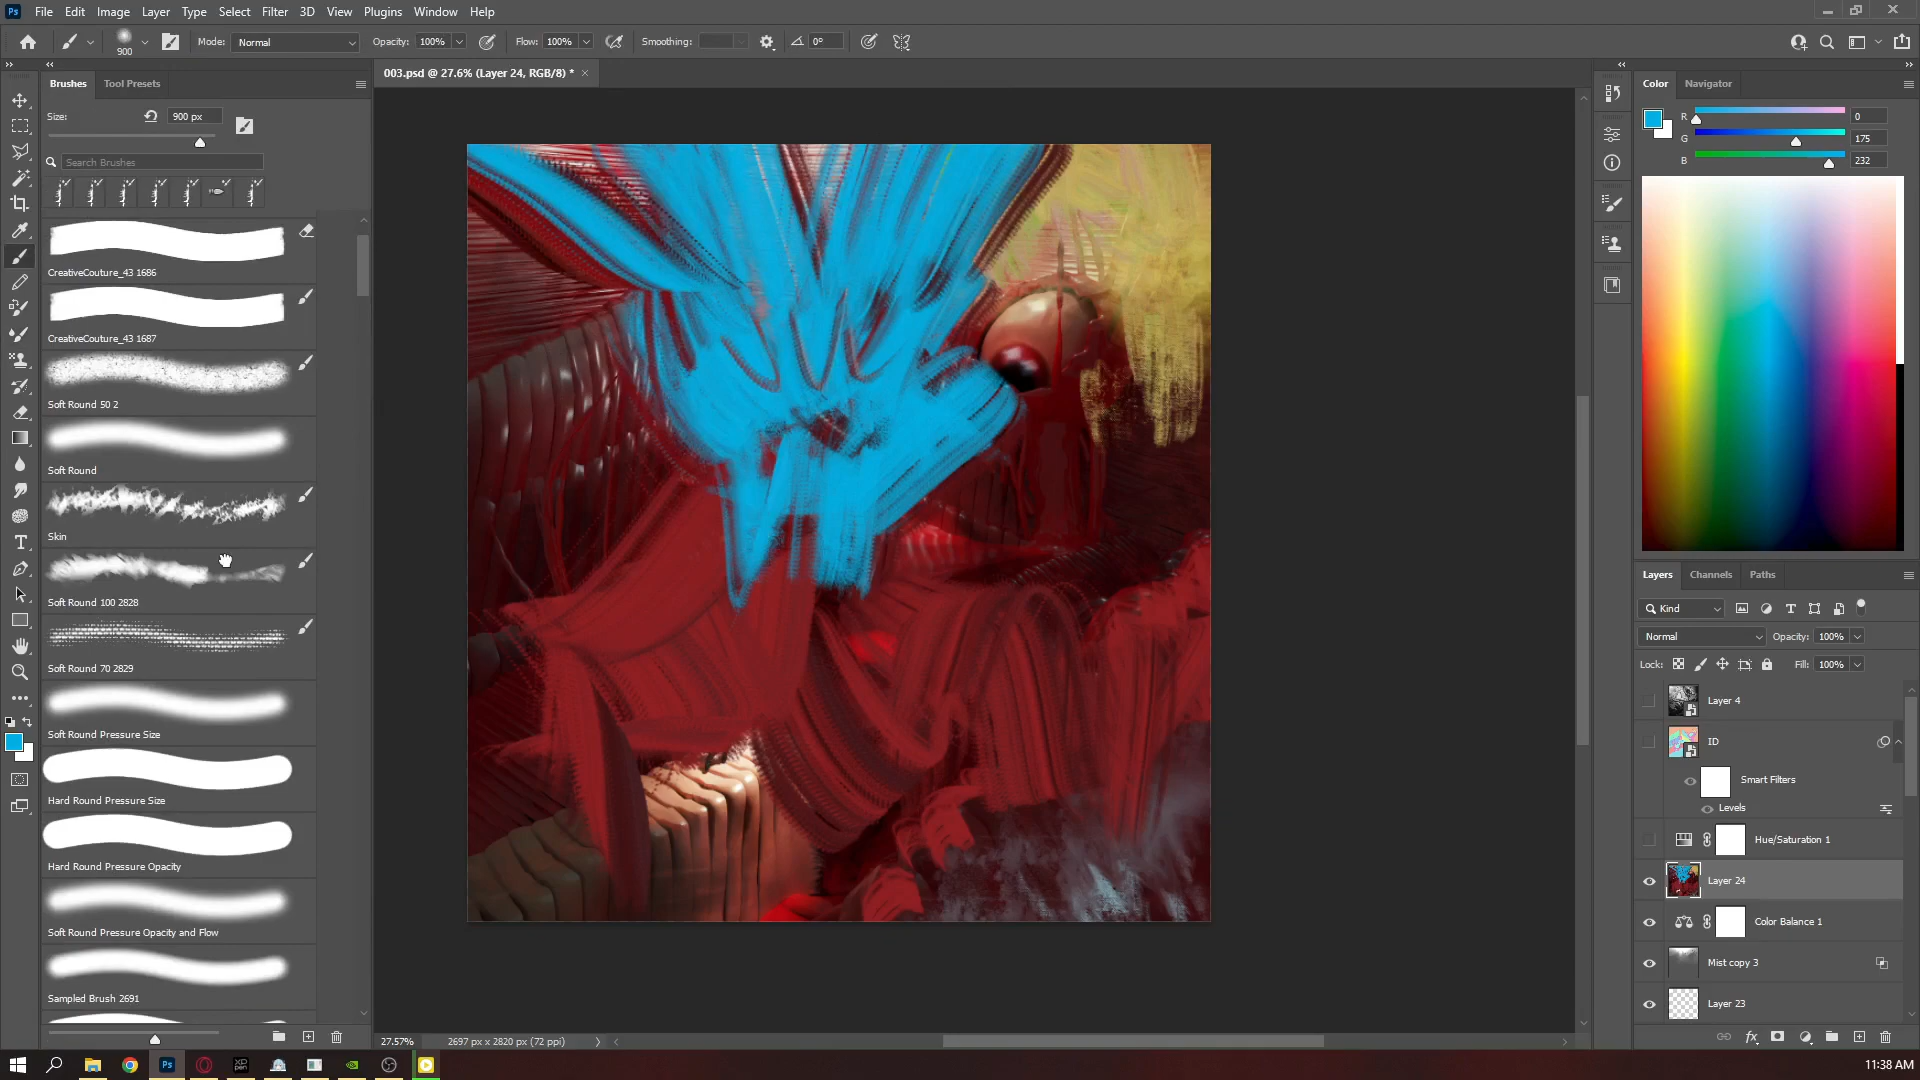 Ps File Edit Image Layer Type Select Filter 3D View Plugins Window Help
900 Mode: Normal Opacity: 100% Flow: 100% Smoothing: 0°
Brushes Tool Presets
003.psd @ 27.6% (Layer 24, RGB/8) *
Size: 900 px
Search Brushes
CreativeCouture_43 1686
CreativeCouture_43 1687
Soft Round 50 2
Soft Round
Skin
Soft Round 100 2828
Soft Round 70 2829
Soft Round Pressure Size
Hard Round Pressure Size
Hard Round Pressure Opacity
Soft Round Pressure Opacity and Flow
Sampled Brush 2691
27.57% 2697 px x 2820 px (72 ppi)
Color Navigator
R 0
G 175
B 232
Layers Channels Paths
Kind
Normal Opacity: 100%
Lock: Fill: 100%
Layer 4
ID
Smart Filters
Levels
Hue/Saturation 1
Layer 24
Color Balance 1
Mist copy 3
Layer 23
fx
Ps
XP PEN
11:38 AM